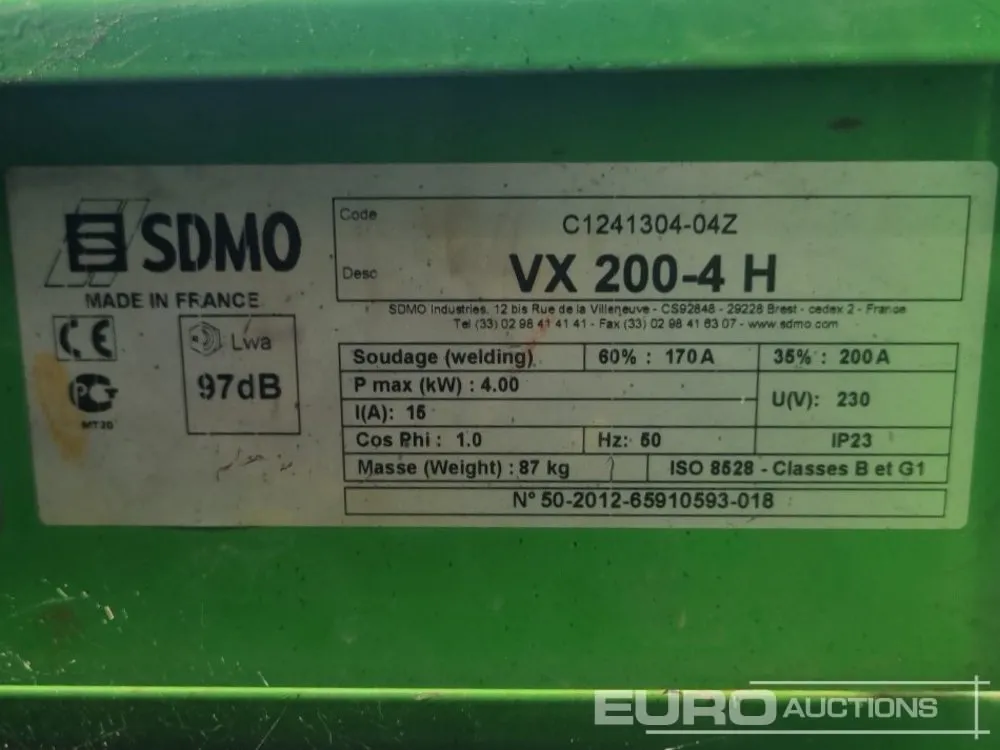 SDMO
MADE IN FRANCE
CE
Lwa
97dB
Code
C1241304-04Z
Desc
VX 200-4 H
SDMO Industries, 12 bis Rue de la Villeneuve - CS92848 - 29228 Brest - cedex 2 - France
Tel (33) 02 98 41 41 41 - Fax (33) 02 98 41 63 07 - www.sdmo.com
Soudage (welding) 60% : 170 A 35% : 200 A
P max (kW) : 4.00
I(A): 15
U(V): 230
Cos Phi : 1.0 Hz: 50 IP23
Masse (Weight) : 87 kg ISO 8528 - Classes B et G1
N° 50-2012-65910593-018
EURO AUCTIONS